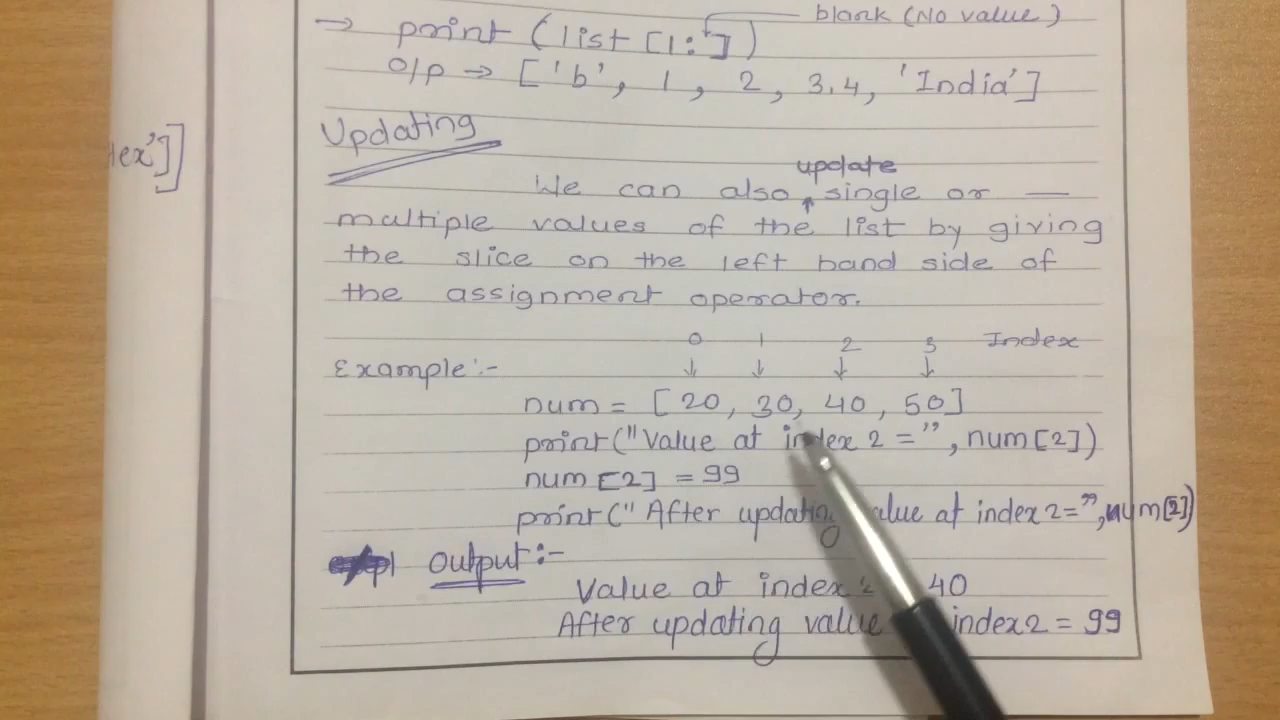 blank (No value)
→ print (list [1:])
O/P → ['b', 1, 2, 3.4, 'India']
tex']]
Updating
update
We can also single or —
multiple values of the list by giving
the slice on the left hand side of
the assignment operator.
0 1 2 3 Index
Example:-
num = [20, 30, 40, 50]
print("Value at index 2 =", num[2])
num [2] = 99
print(" After updating value at index 2=", num[2])
Output:-
Value at index 40
After updating value index 2 = 99